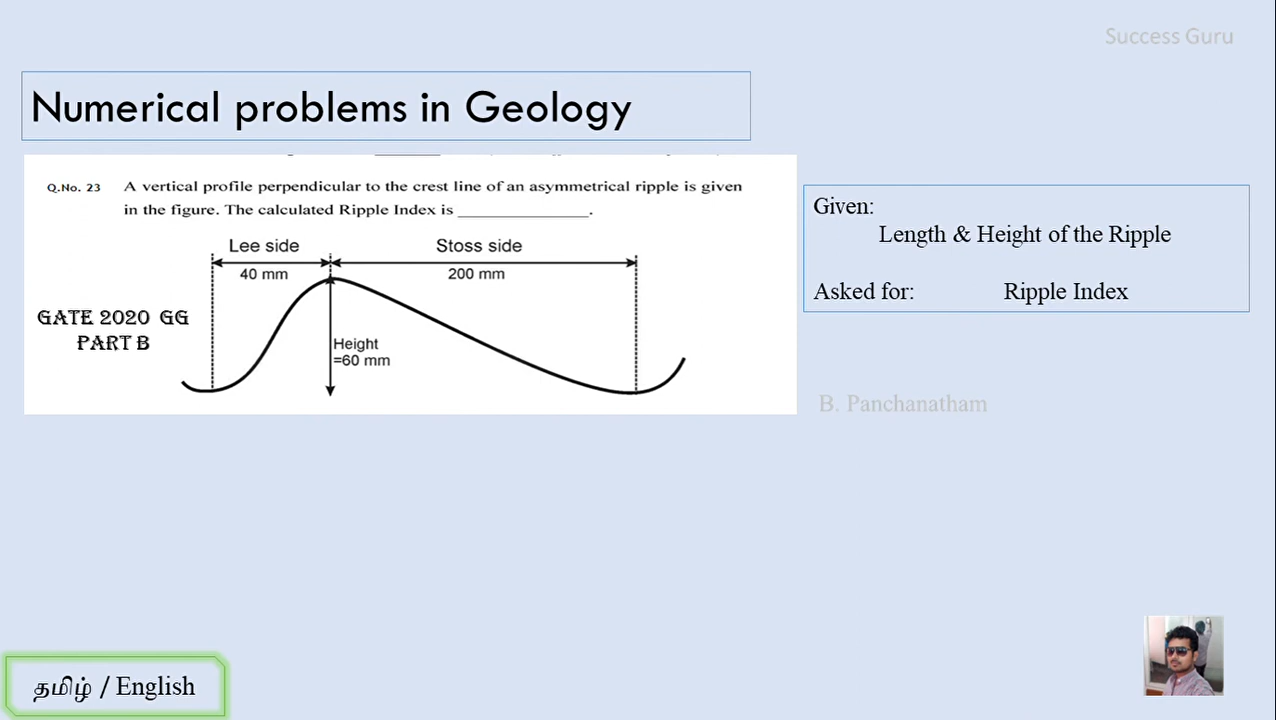 Success Guru
Numerical problems in Geology
Q.No. 23 A vertical profile perpendicular to the crest line of an asymmetrical ripple is given
in the figure. The calculated Ripple Index is ________________.
Lee side
Stoss side
40 mm
200 mm
GATE 2020 GG
PART B
Height
=60 mm
Given:
Length & Height of the Ripple
Asked for: Ripple Index
B. Panchanatham
தமிழ் / English